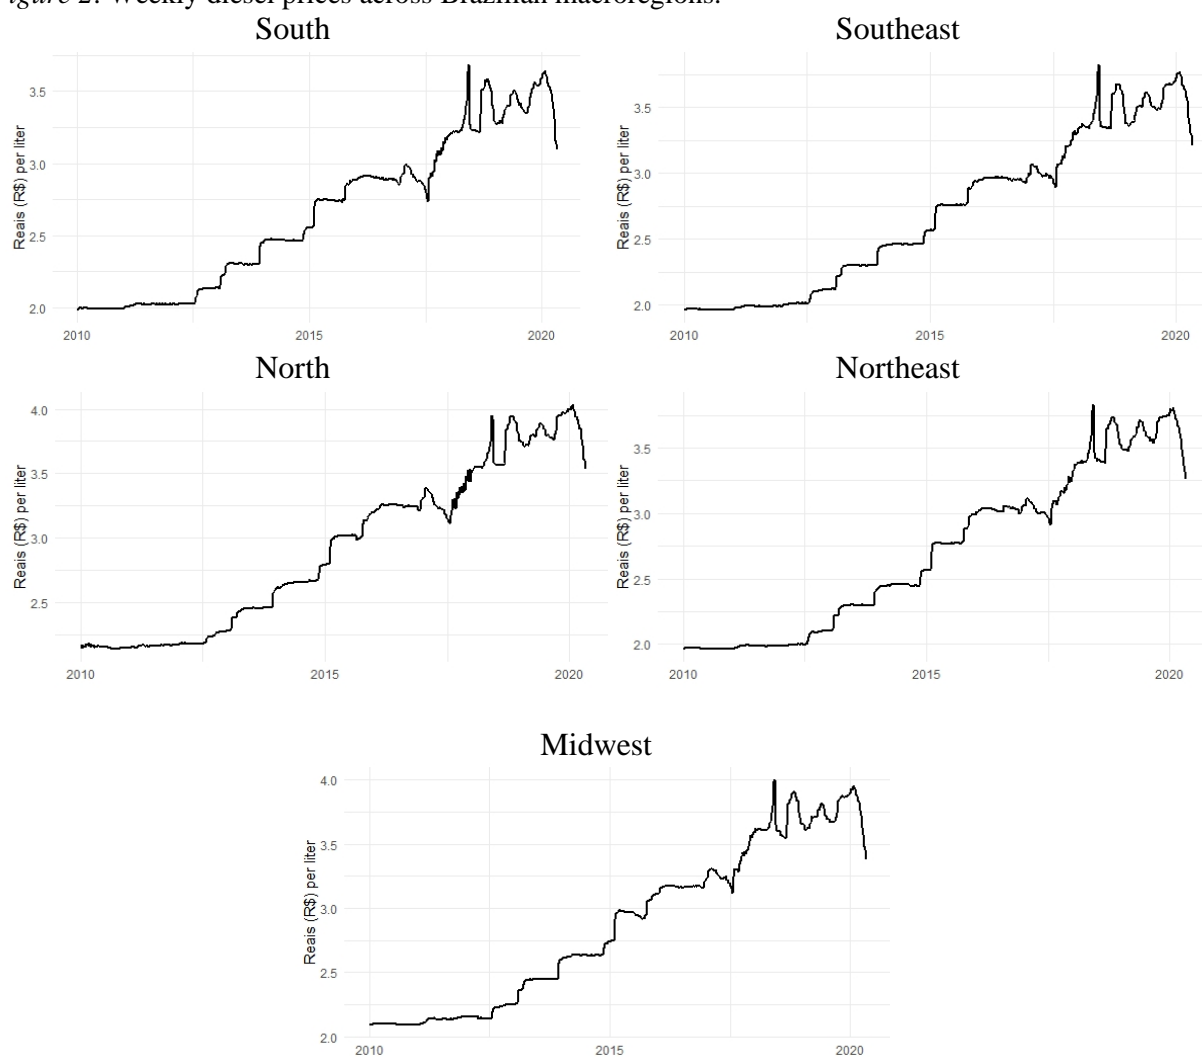 igure 2. Weekly diesel prices across Brazilian macroregions.
South
Southeast
3.5
3.0
2.5
2.0
Reais (R$) per liter
2010 2015 2020
3.5
3.0
2.5
2.0
Reais (R$) per liter
2010 2015 2020
North
Northeast
4.0
3.5
3.0
2.5
Reais (R$) per liter
2010 2015 2020
3.5
3.0
2.5
2.0
Reais (R$) per liter
2010 2015 2020
Midwest
4.0
3.5
3.0
2.5
2.0
Reais (R$) per liter
2010 2015 2020